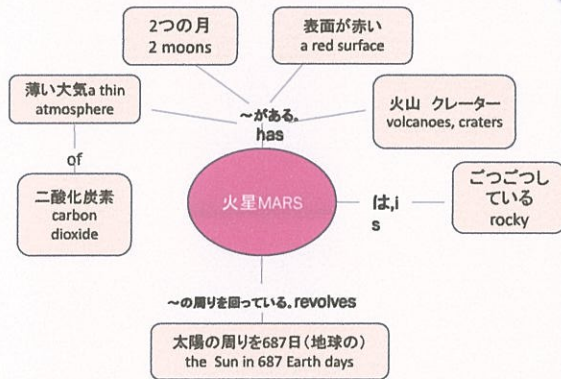 2つの月
2 moons
表面が赤い
a red surface
薄い大気a thin
atmosphere
～がある。
has
火山　クレーター
volcanoes, craters
of
二酸化炭素
carbon
dioxide
火星MARS
は,i
s
ごつごつし
ている
rocky
～の周りを回っている。revolves
太陽の周りを687日（地球の）
the Sun in 687 Earth days